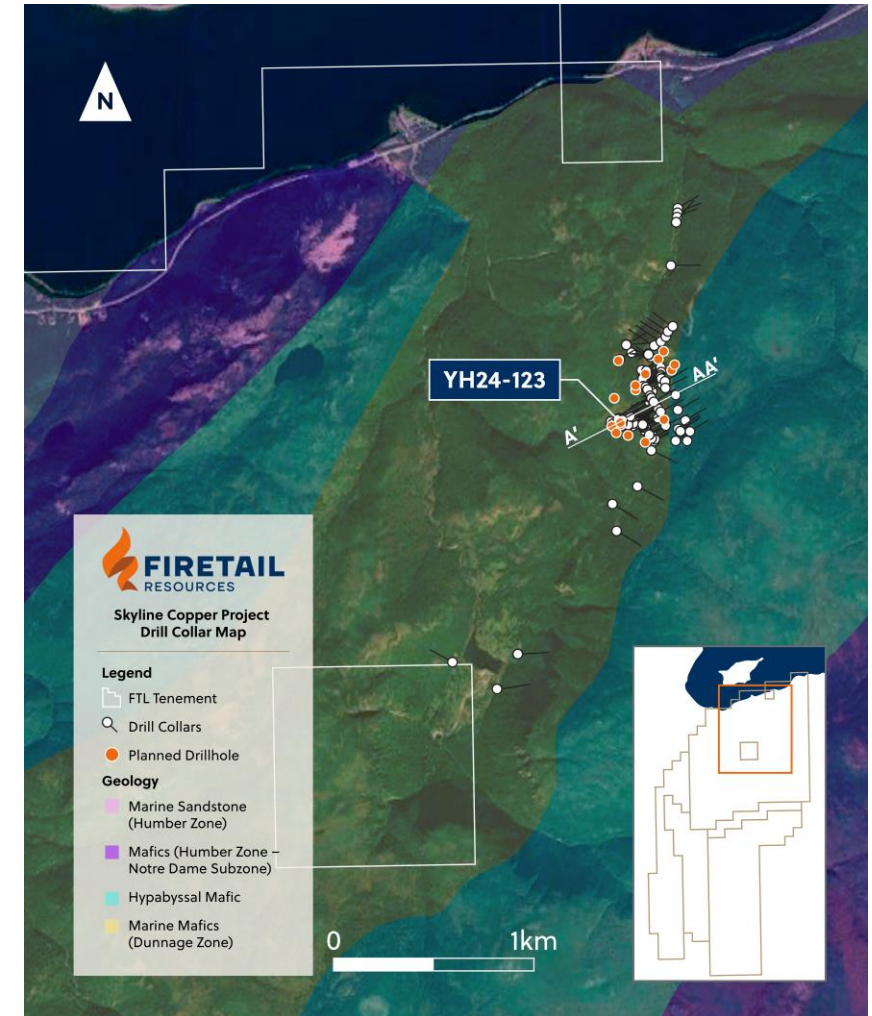 N
YH24-123
AA'
A'
FIRETAIL
RESOURCES
Skyline Copper Project
Drill Collar Map
Legend
FTL Tenement
Drill Collars
Planned Drillhole
Geology
Marine Sandstone
(Humber Zone)
Mafics (Humber Zone –
Notre Dame Subzone)
Hypabyssal Mafic
Marine Mafics
(Dunnage Zone)
0 1km